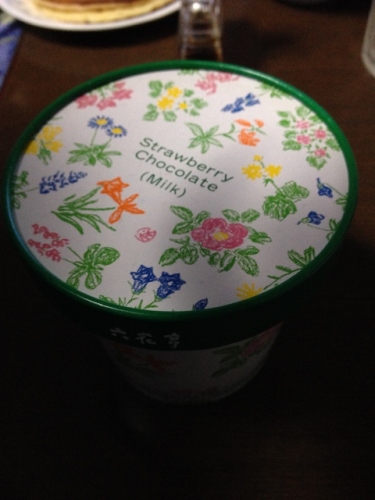 Strawberry
Chocolate
(Milk)
六花亭